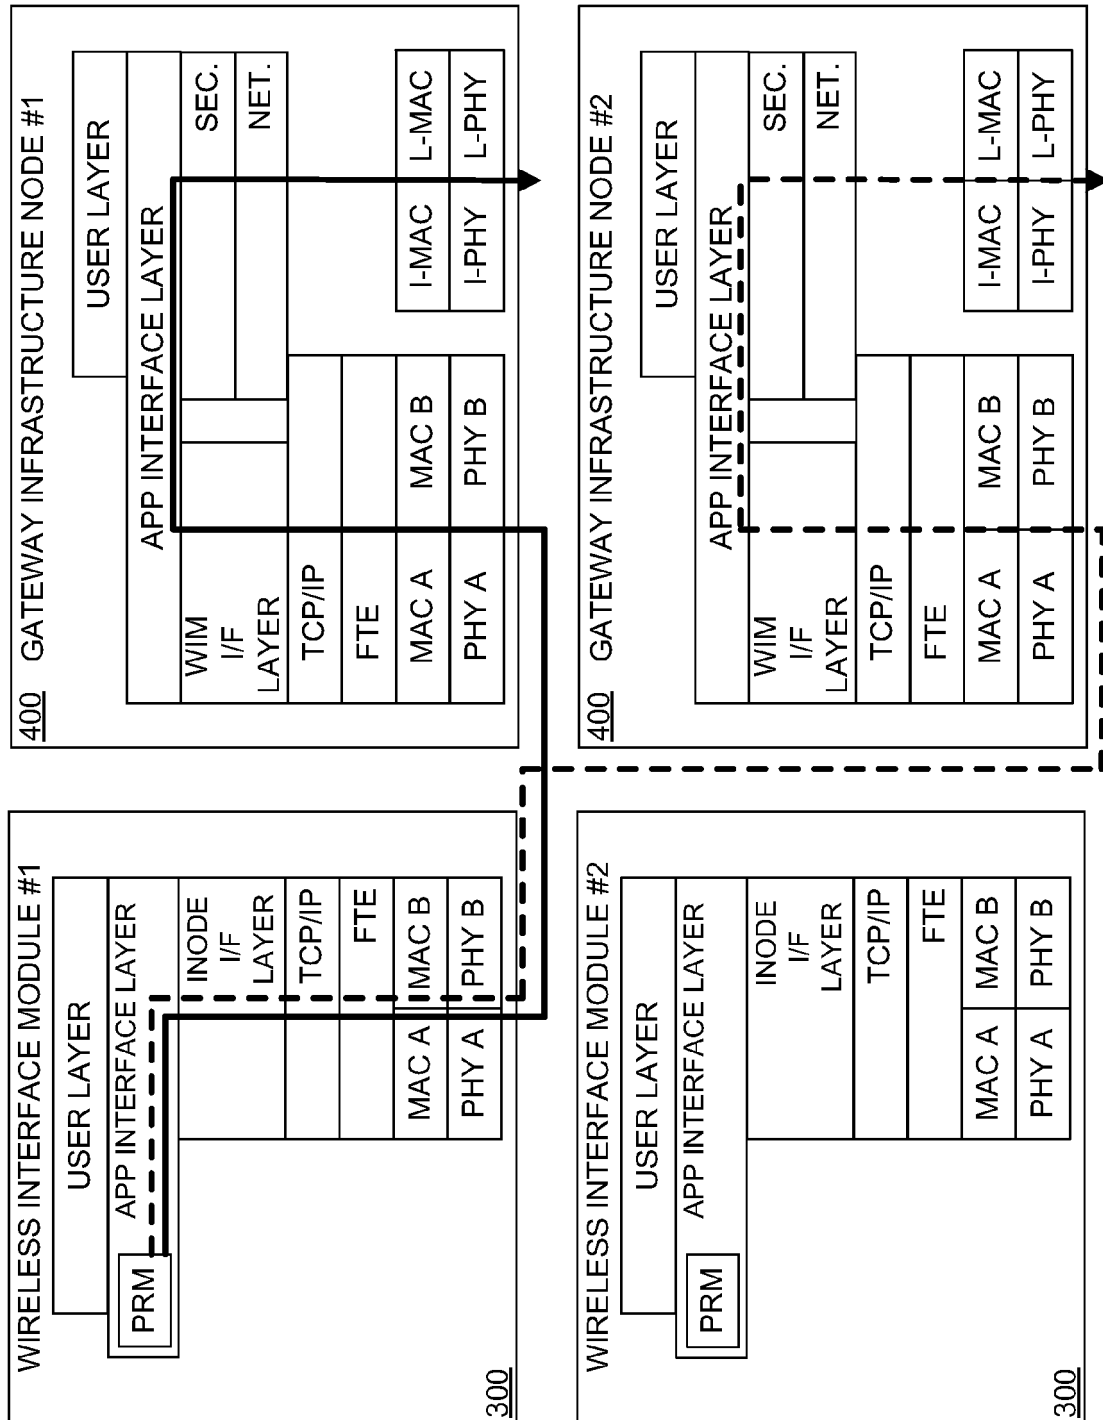 WIRELESS INTERFACE MODULE #1
USER LAYER
PRM
APP INTERFACE LAYER
INODE
I/F
LAYER
TCP/IP
FTE
MAC A
MAC B
PHY A
PHY B
300
400
GATEWAY INFRASTRUCTURE NODE #1
USER LAYER
APP INTERFACE LAYER
WIM
I/F
LAYER
SEC.
NET.
TCP/IP
FTE
MAC A
MAC B
I-MAC
L-MAC
PHY A
PHY B
I-PHY
L-PHY
WIRELESS INTERFACE MODULE #2
USER LAYER
PRM
APP INTERFACE LAYER
INODE
I/F
LAYER
TCP/IP
FTE
MAC A
MAC B
PHY A
PHY B
300
400
GATEWAY INFRASTRUCTURE NODE #2
USER LAYER
APP INTERFACE LAYER
WIM
I/F
LAYER
SEC.
NET.
TCP/IP
FTE
MAC A
MAC B
I-MAC
L-MAC
PHY A
PHY B
I-PHY
L-PHY